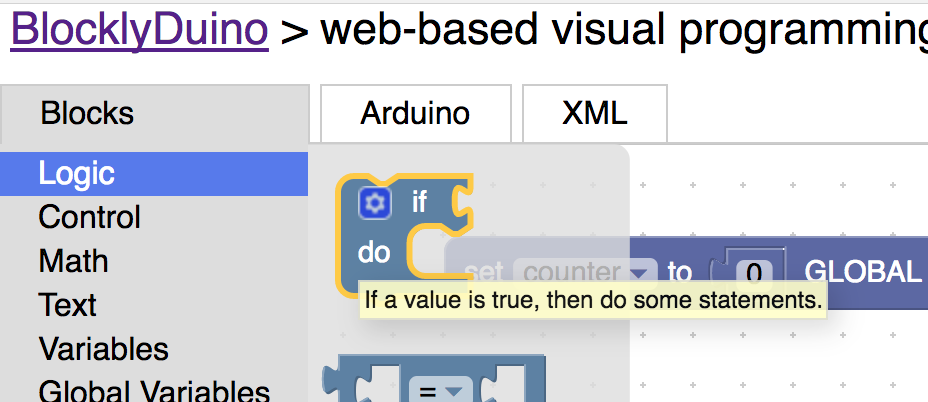 BlocklyDuino > web-based visual programming
Blocks
Arduino
XML
Logic
Control
Math
Text
Variables
Global Variables
if
do
set counter to 0 GLOBAL
If a value is true, then do some statements.
=